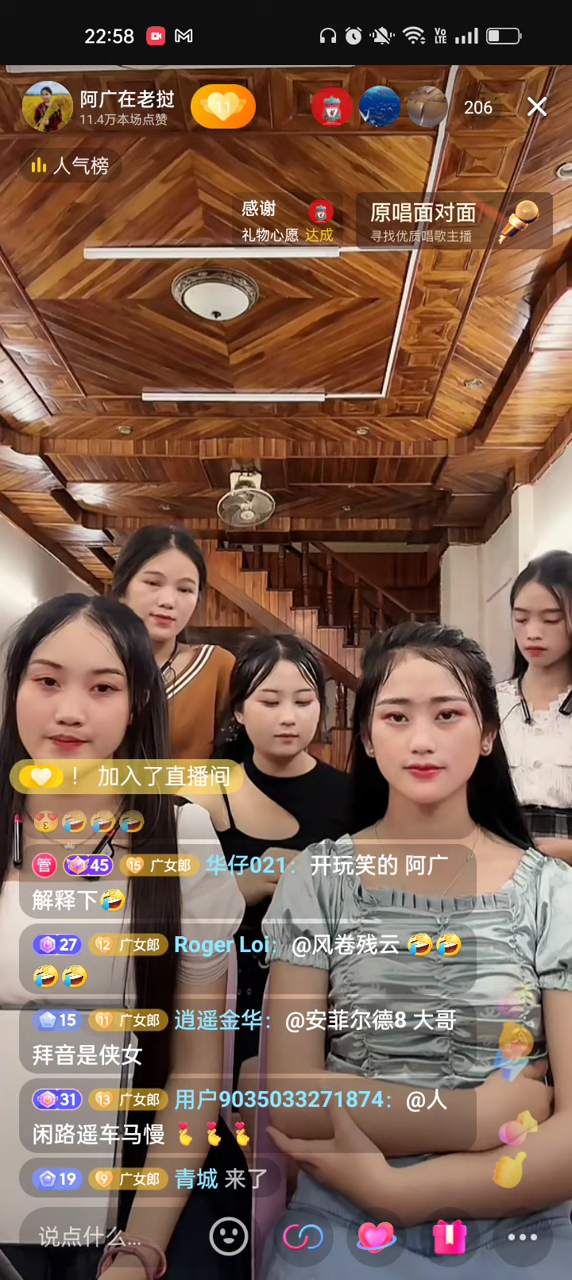 22:58
Vo
LTE
阿广在老挝
11.4万本场点赞
11
206
人气榜
感谢
礼物心愿 达成
原唱面对面
寻找优质唱歌主播
！ 加入了直播间
管 45 15 广女郎 华仔021： 开玩笑的 阿广
解释下🤣
27 12 广女郎 Roger Loi： @风卷残云 🤣🤣
🤣🤣
15 11 广女郎 逍遥金华： @安菲尔德8 大哥
拜音是侠女
31 13 广女郎 用户9035033271874： @人
闲路遥车马慢
19 9 广女郎 青城 来了
说点什么...